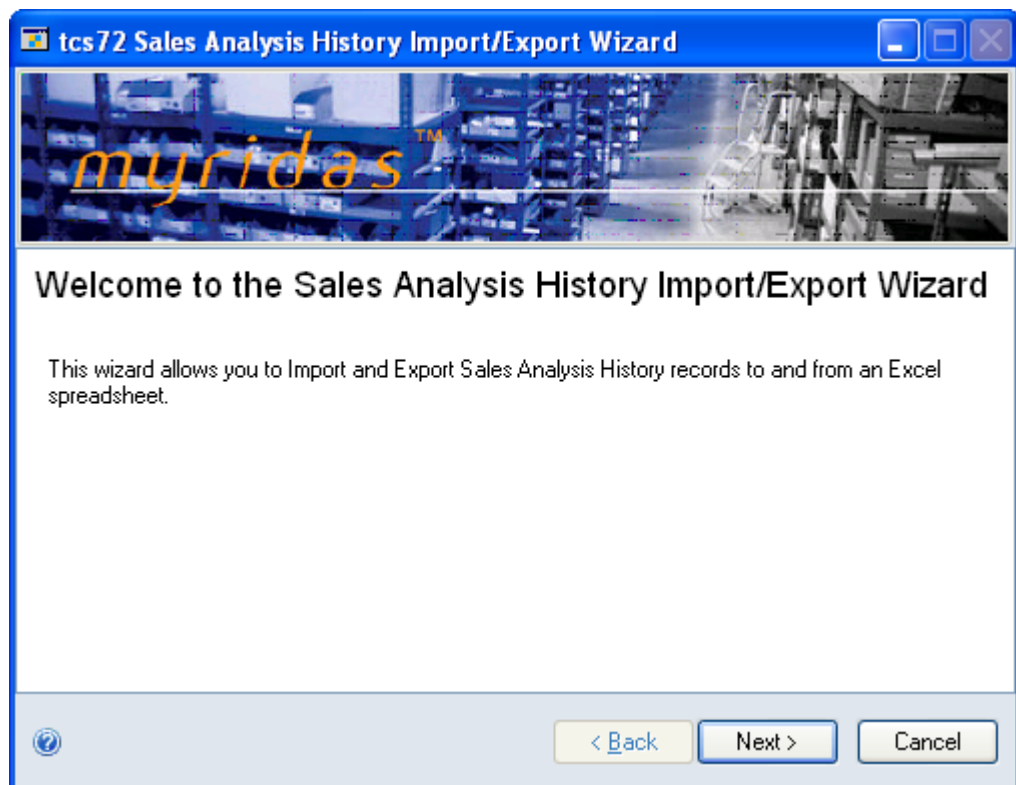 tcs72 Sales Analysis History Import/Export Wizard
myridas™
Welcome to the Sales Analysis History Import/Export Wizard
This wizard allows you to Import and Export Sales Analysis History records to and from an Excel
spreadsheet.
< Back Next > Cancel